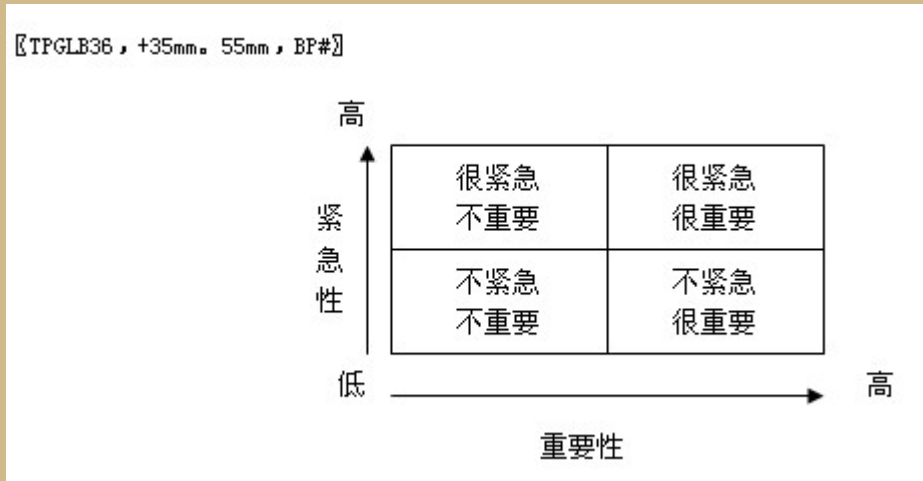 〖TPGLB36，+35mm。55mm，BP#〗
高
很紧急 很紧急
不重要 很重要
紧急性
不紧急 不紧急
不重要 很重要
低 高
重要性